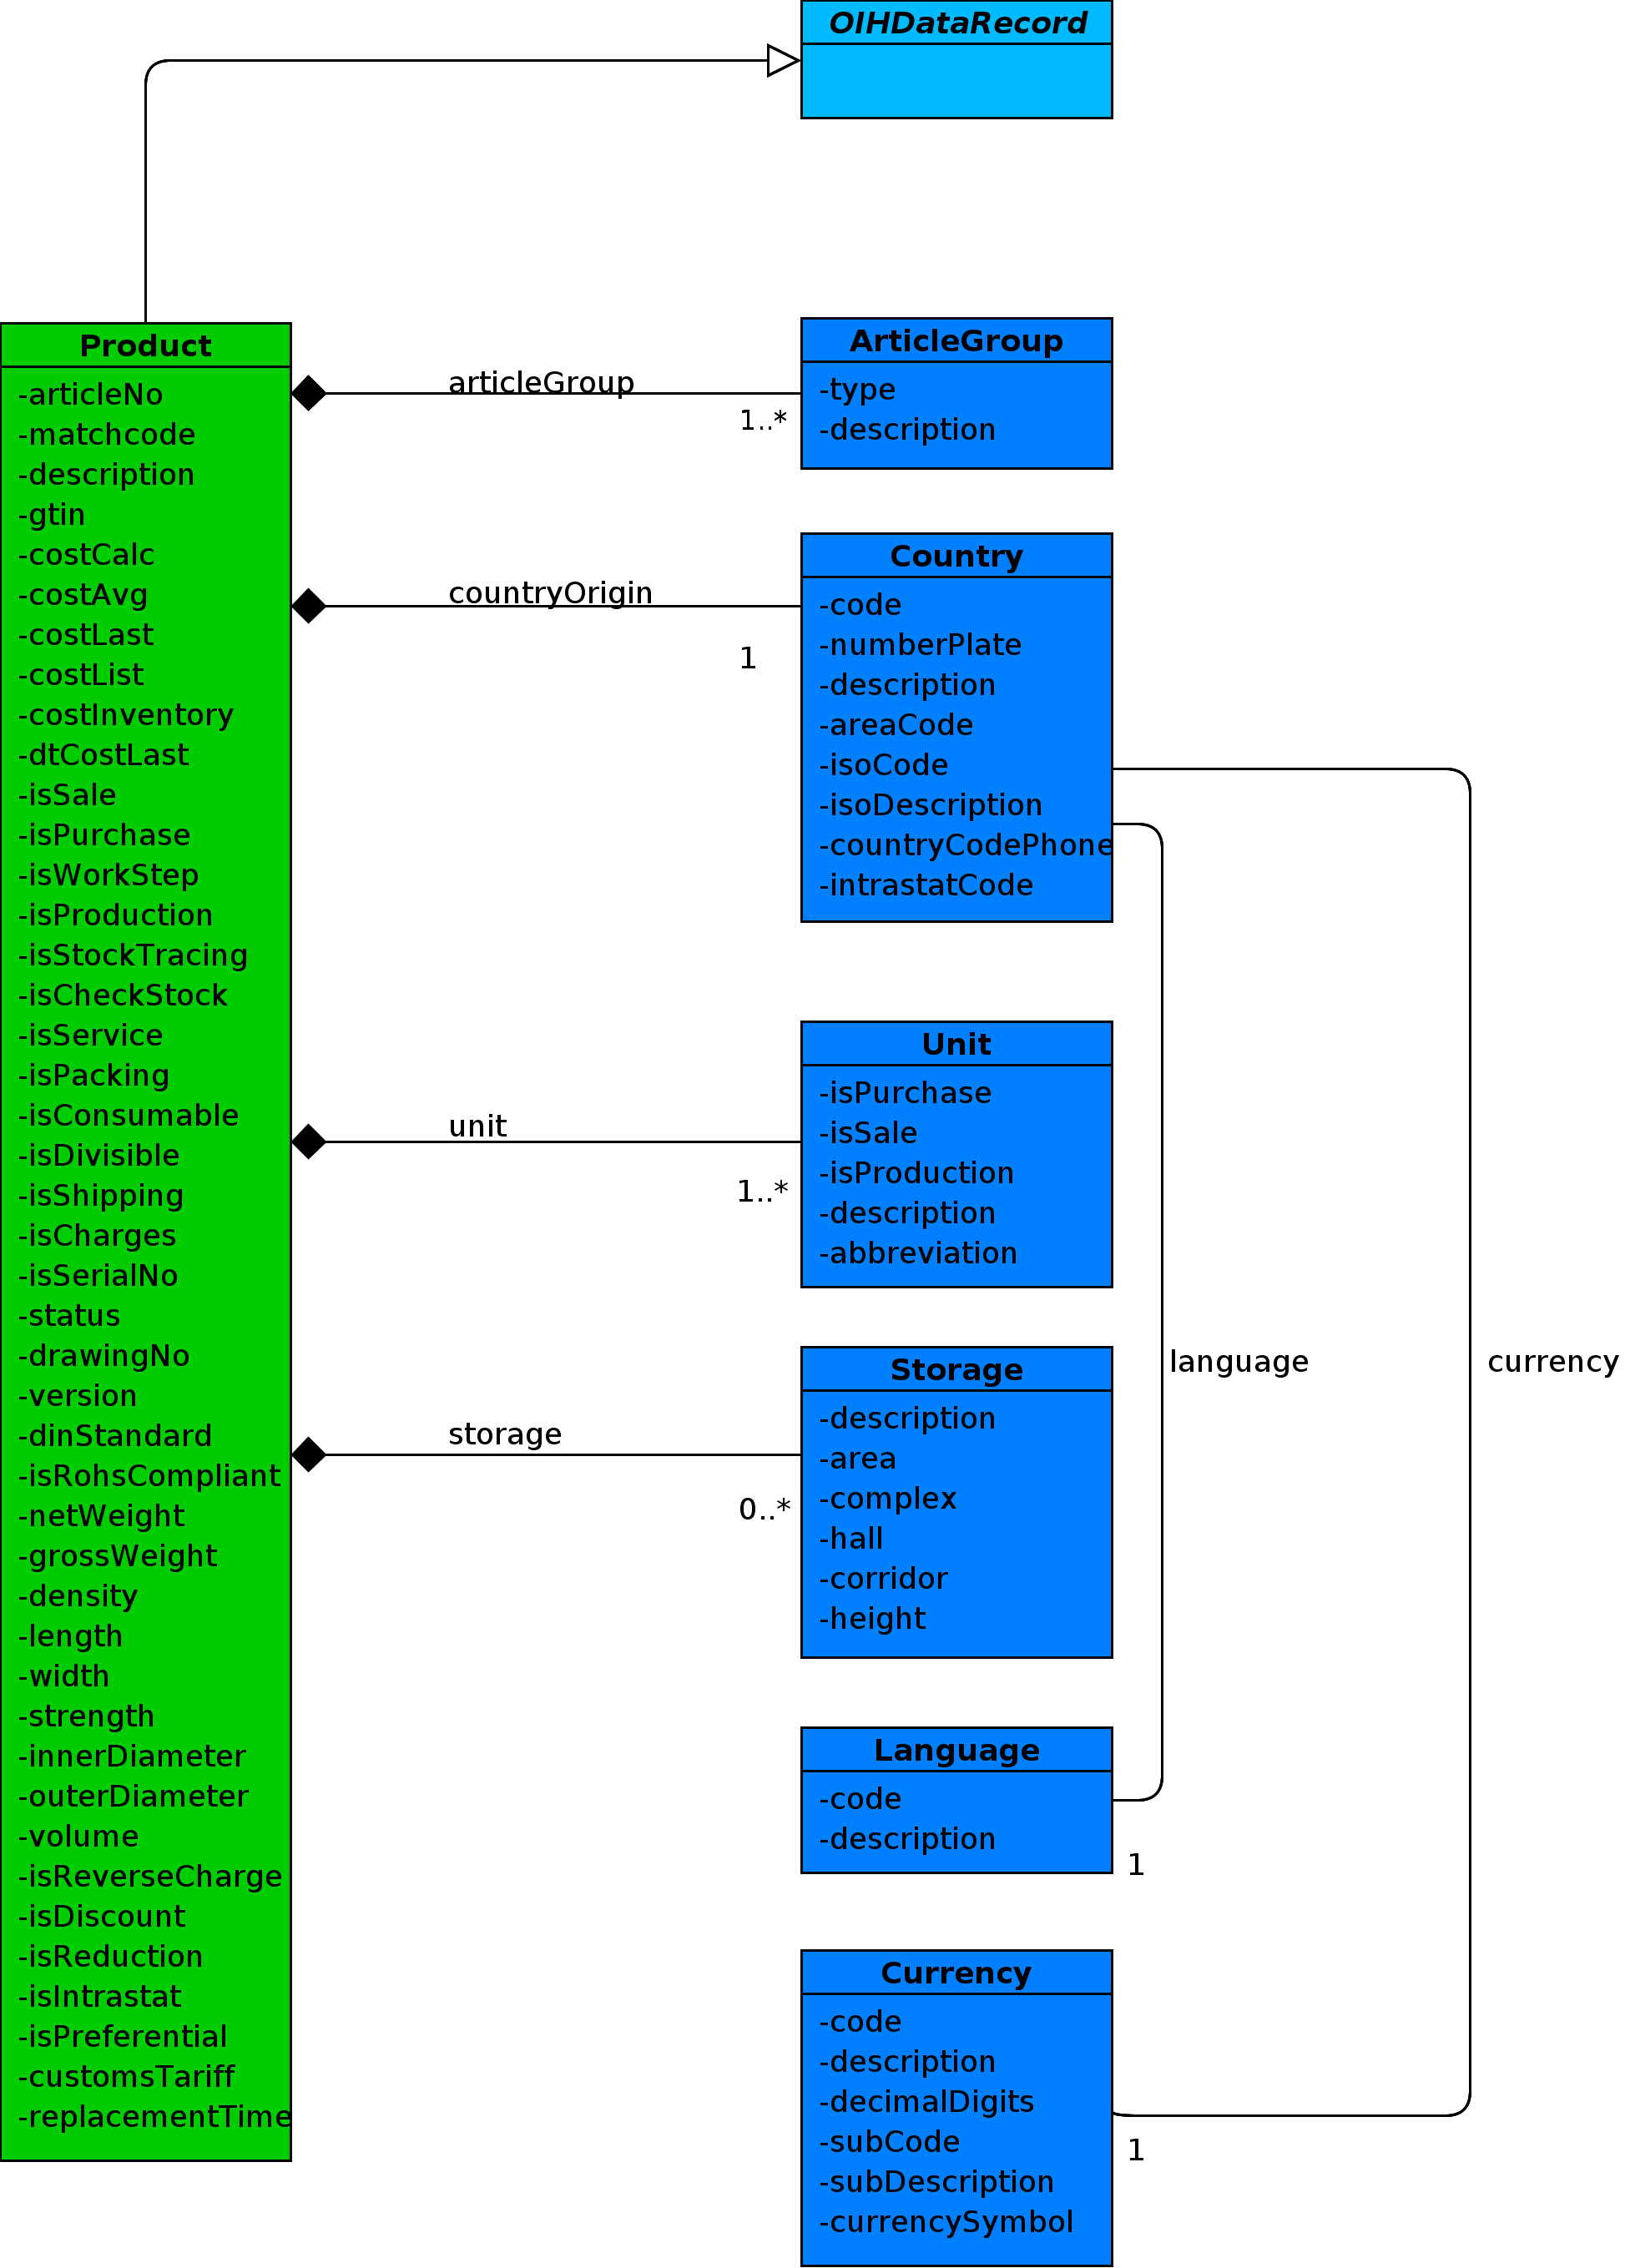 OIHDataRecord
Product
-articleNo
-matchcode
-description
-gtin
-costCalc
-costAvg
-costLast
-costList
-costInventory
-dtCostLast
-isSale
-isPurchase
-isWorkStep
-isProduction
-isStockTracing
-isCheckStock
-isService
-isPacking
-isConsumable
-isDivisible
-isShipping
-isCharges
-isSerialNo
-status
-drawingNo
-version
-dinStandard
-isRohsCompliant
-netWeight
-grossWeight
-density
-length
-width
-strength
-innerDiameter
-outerDiameter
-volume
-isReverseCharge
-isDiscount
-isReduction
-isIntrastat
-isPreferential
-customsTariff
-replacementTime
articleGroup
1..*
ArticleGroup
-type
-description
countryOrigin
1
Country
-code
-numberPlate
-description
-areaCode
-isoCode
-isoDescription
-countryCodePhone
-intrastatCode
unit
1..*
Unit
-isPurchase
-isSale
-isProduction
-description
-abbreviation
storage
0..*
Storage
-description
-area
-complex
-hall
-corridor
-height
language
currency
Language
-code
-description
1
Currency
-code
-description
-decimalDigits
-subCode
-subDescription
-currencySymbol
1